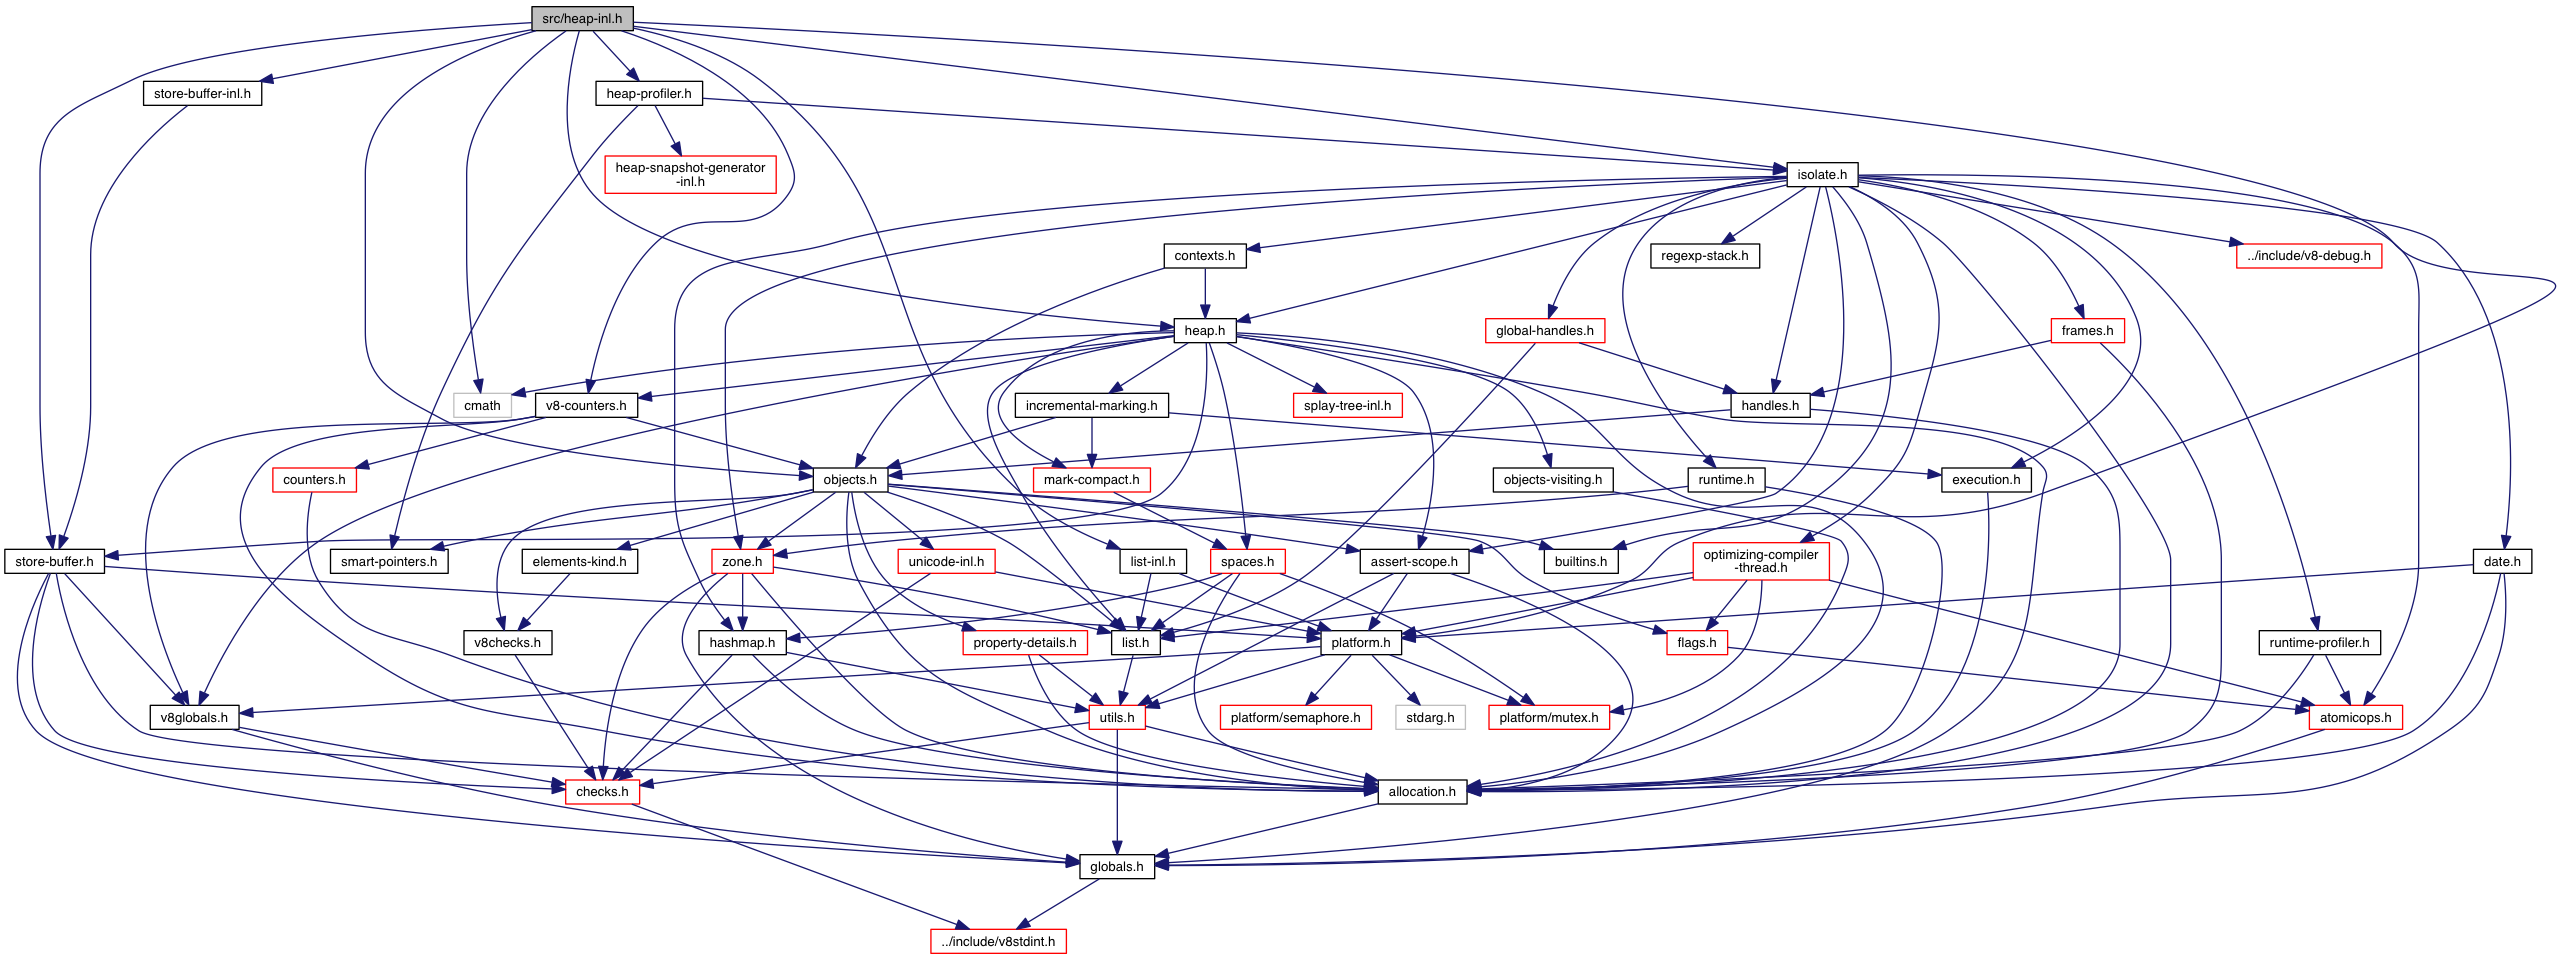 src/heap-inl.h
store-buffer-inl.h
heap-profiler.h
heap-snapshot-generator
-inl.h
isolate.h
contexts.h
regexp-stack.h
../include/v8-debug.h
heap.h
global-handles.h
frames.h
cmath
v8-counters.h
incremental-marking.h
splay-tree-inl.h
handles.h
counters.h
objects.h
mark-compact.h
objects-visiting.h
runtime.h
execution.h
store-buffer.h
smart-pointers.h
elements-kind.h
zone.h
unicode-inl.h
list-inl.h
spaces.h
assert-scope.h
builtins.h
optimizing-compiler
-thread.h
date.h
v8checks.h
hashmap.h
property-details.h
list.h
platform.h
flags.h
runtime-profiler.h
v8globals.h
utils.h
platform/semaphore.h
stdarg.h
platform/mutex.h
atomicops.h
checks.h
allocation.h
globals.h
../include/v8stdint.h